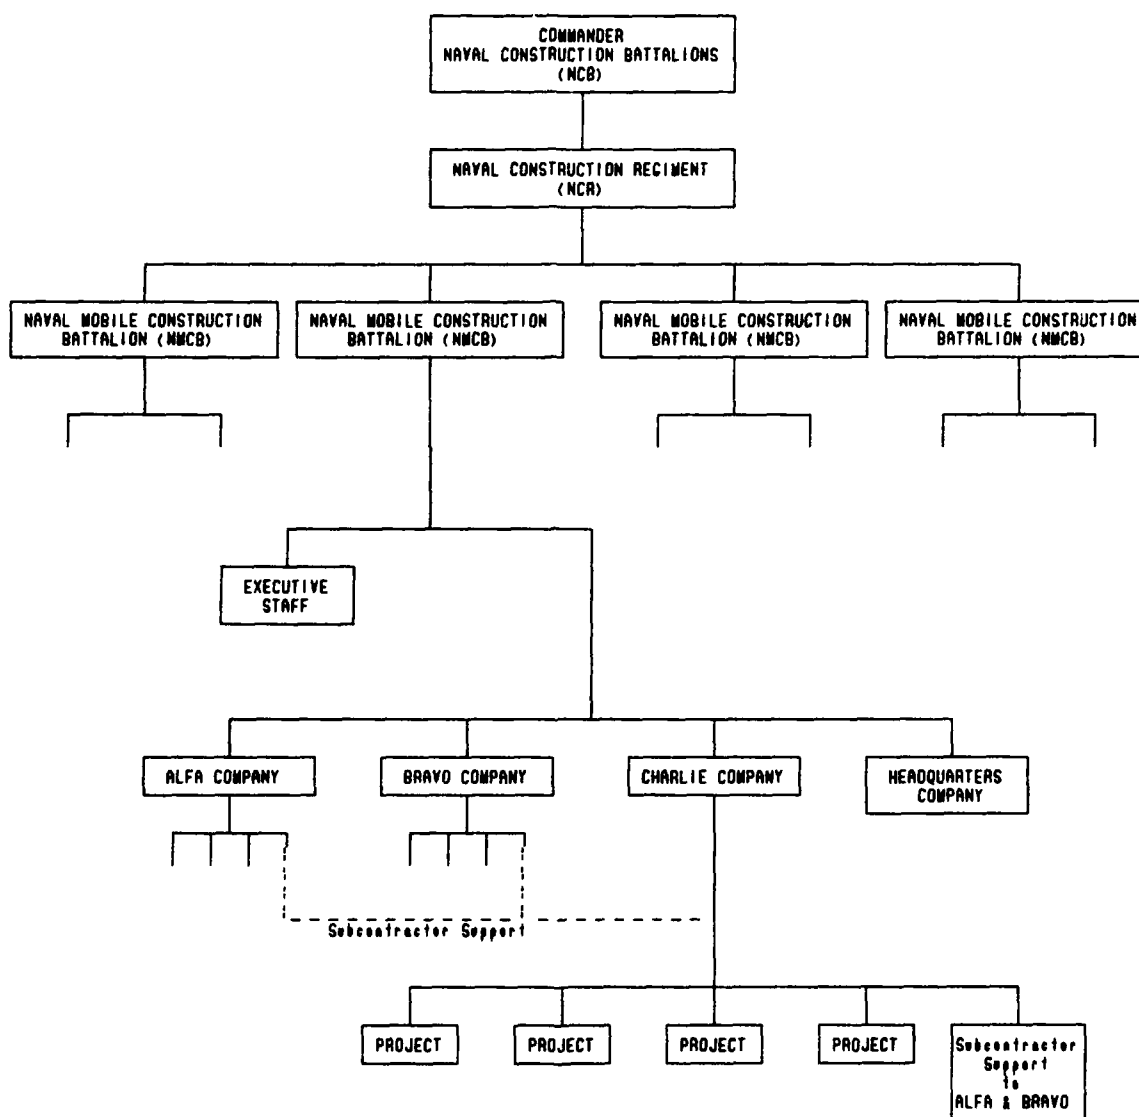 COMMANDER
NAVAL CONSTRUCTION BATTALIONS
(NCB)
NAVAL CONSTRUCTION REGIMENT
(NCR)
NAVAL MOBILE CONSTRUCTION
BATTALION (NMCB)
NAVAL MOBILE CONSTRUCTION
BATTALION (NMCB)
NAVAL MOBILE CONSTRUCTION
BATTALION (NMCB)
NAVAL MOBILE CONSTRUCTION
BATTALION (NMCB)
EXECUTIVE
STAFF
ALFA COMPANY
BRAVO COMPANY
CHARLIE COMPANY
HEADQUARTERS
COMPANY
Subcontractor Support
PROJECT
PROJECT
PROJECT
PROJECT
Subcontractor
Support
to
ALFA & BRAVO